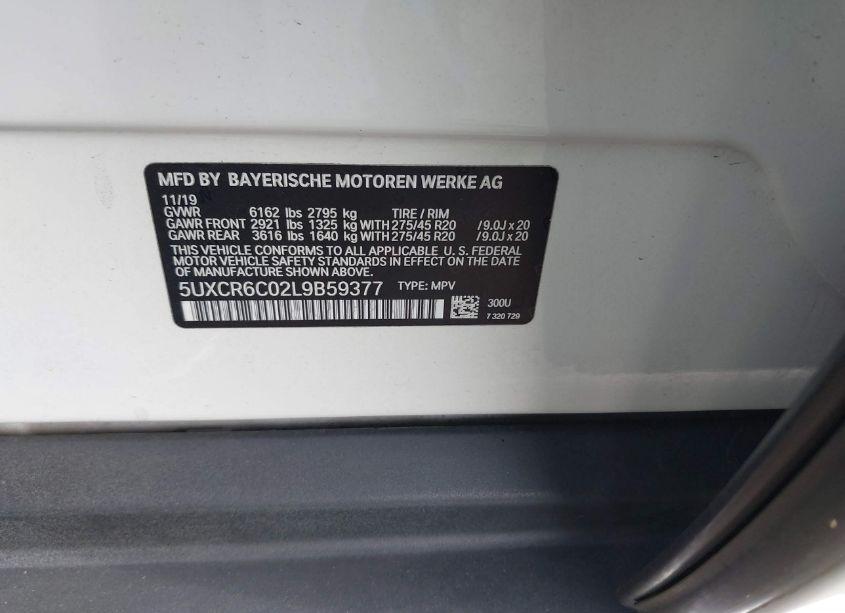 MFD BY BAYERISCHE MOTOREN WERKE AG
11/19
GVWR 6162 lbs 2795 kg TIRE / RIM
GAWR FRONT 2921 lbs 1325 kg WITH 275/45 R20 /9.0J x 20
GAWR REAR 3616 lbs 1640 kg WITH 275/45 R20 /9.0J x 20
THIS VEHICLE CONFORMS TO ALL APPLICABLE U. S. FEDERAL
MOTOR VEHICLE SAFETY STANDARDS IN EFFECT ON THE DATE
OF MANUFACTURE SHOWN ABOVE.
5UXCR6C02L9B59377 TYPE: MPV
300U
7 320 729